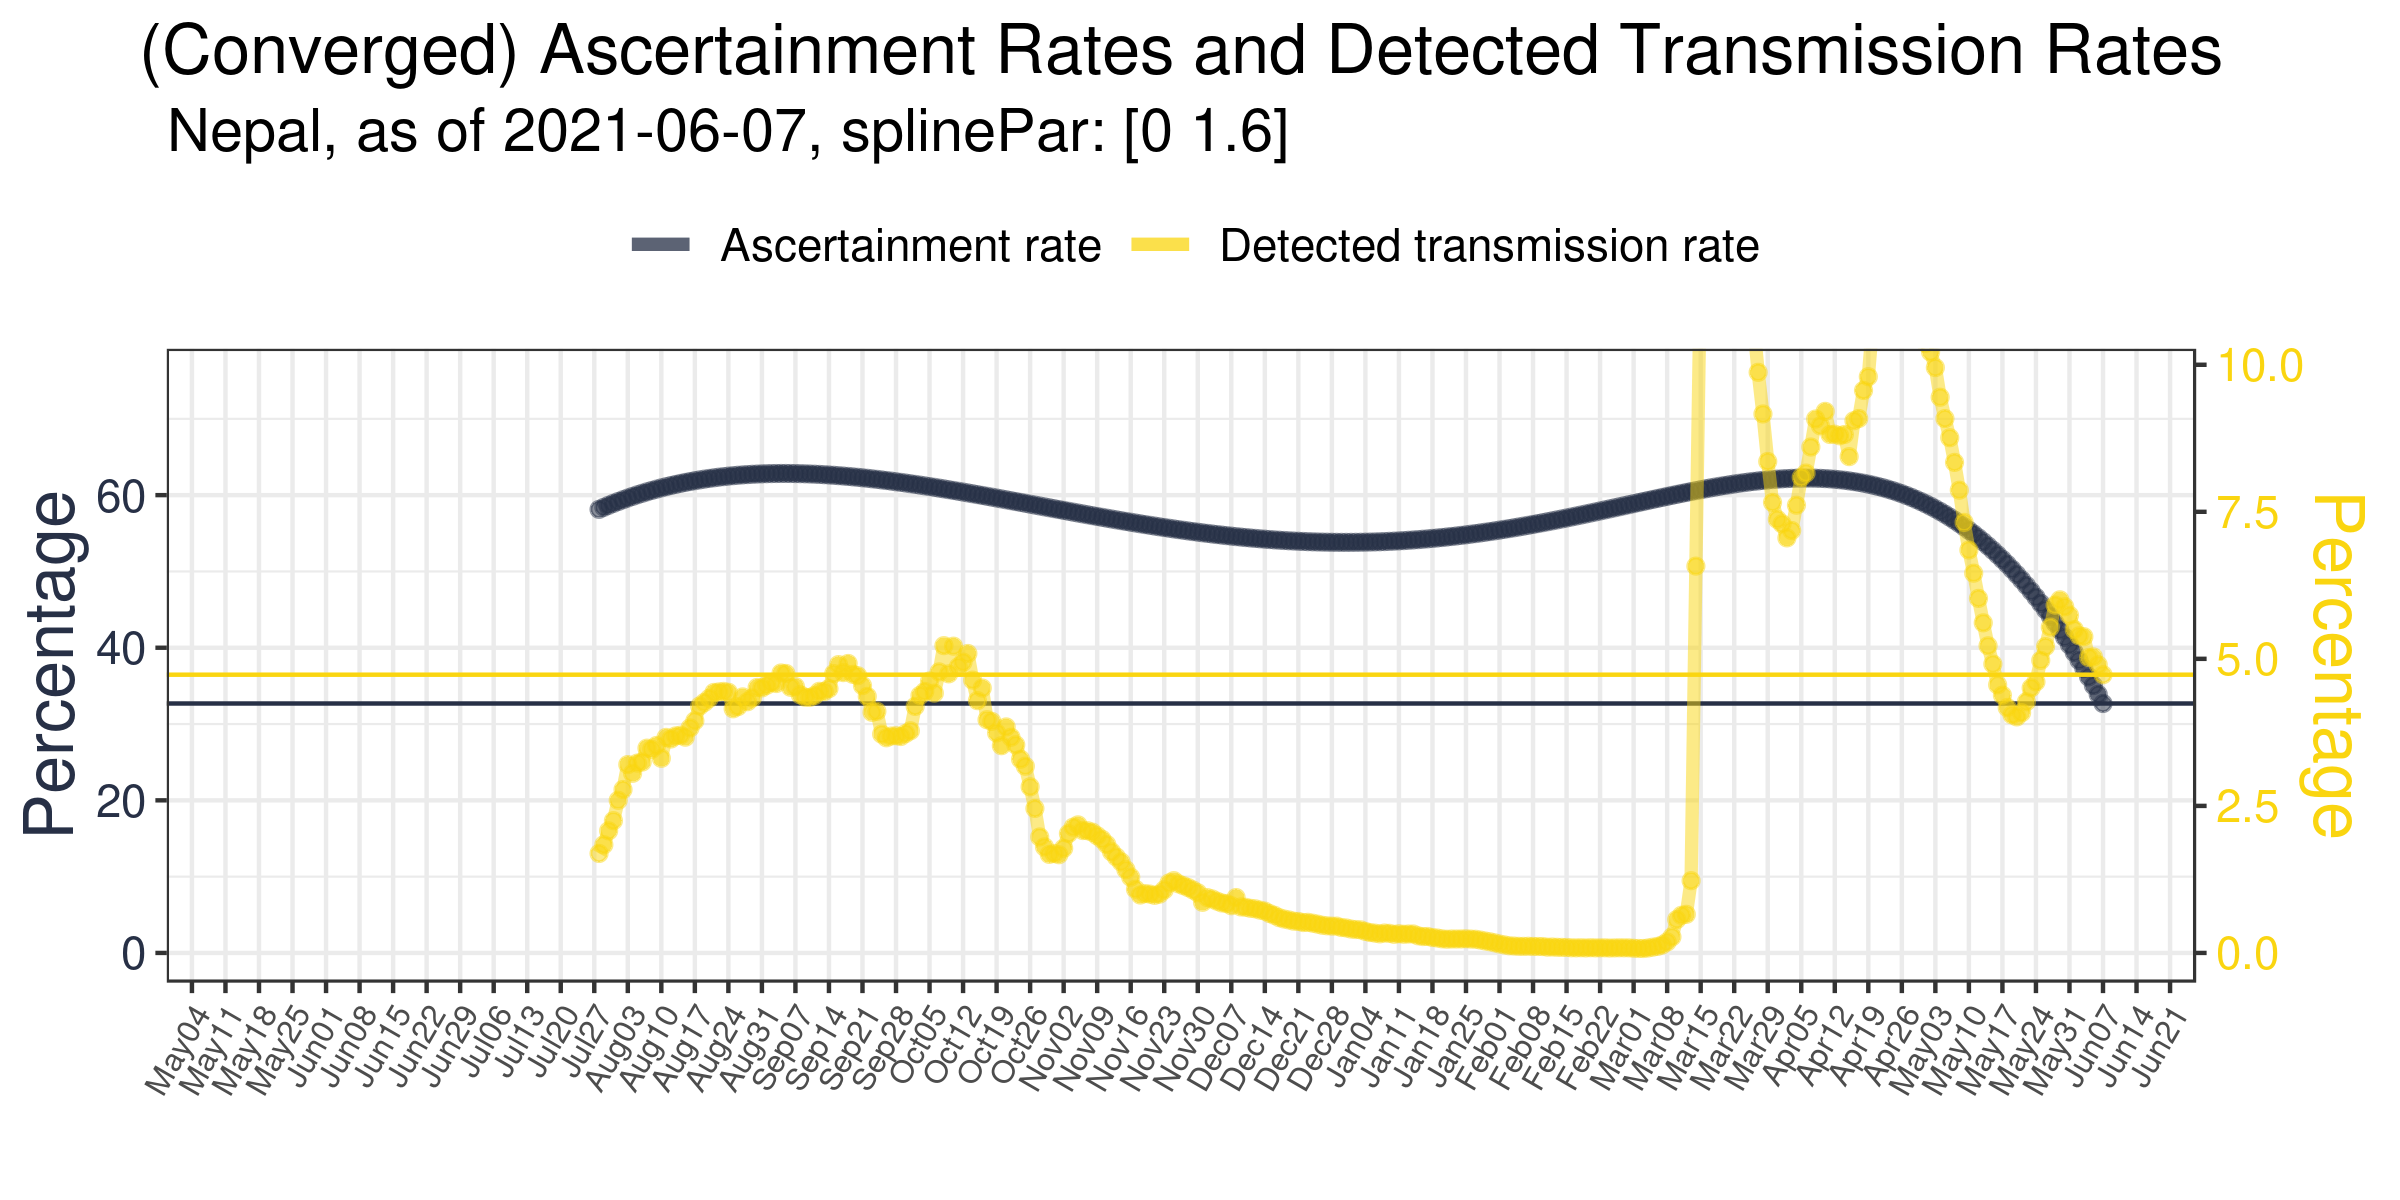 (Converged) Ascertainment Rates and Detected Transmission Rates
Nepal, as of 2021-06-07, splinePar: [0 1.6]
Ascertainment rate
Detected transmission rate
Percentage
60
40
20
0
10.0
7.5
5.0
2.5
0.0
Percentage
May04
May11
May18
May25
Jun01
Jun08
Jun15
Jun22
Jun29
Jul06
Jul13
Jul20
Jul27
Aug03
Aug10
Aug17
Aug24
Aug31
Sep07
Sep14
Sep21
Sep28
Oct05
Oct12
Oct19
Oct26
Nov02
Nov09
Nov16
Nov23
Nov30
Dec07
Dec14
Dec21
Dec28
Jan04
Jan11
Jan18
Jan25
Feb01
Feb08
Feb15
Feb22
Mar01
Mar08
Mar15
Mar22
Mar29
Apr05
Apr12
Apr19
Apr26
May03
May10
May17
May24
May31
Jun07
Jun14
Jun21